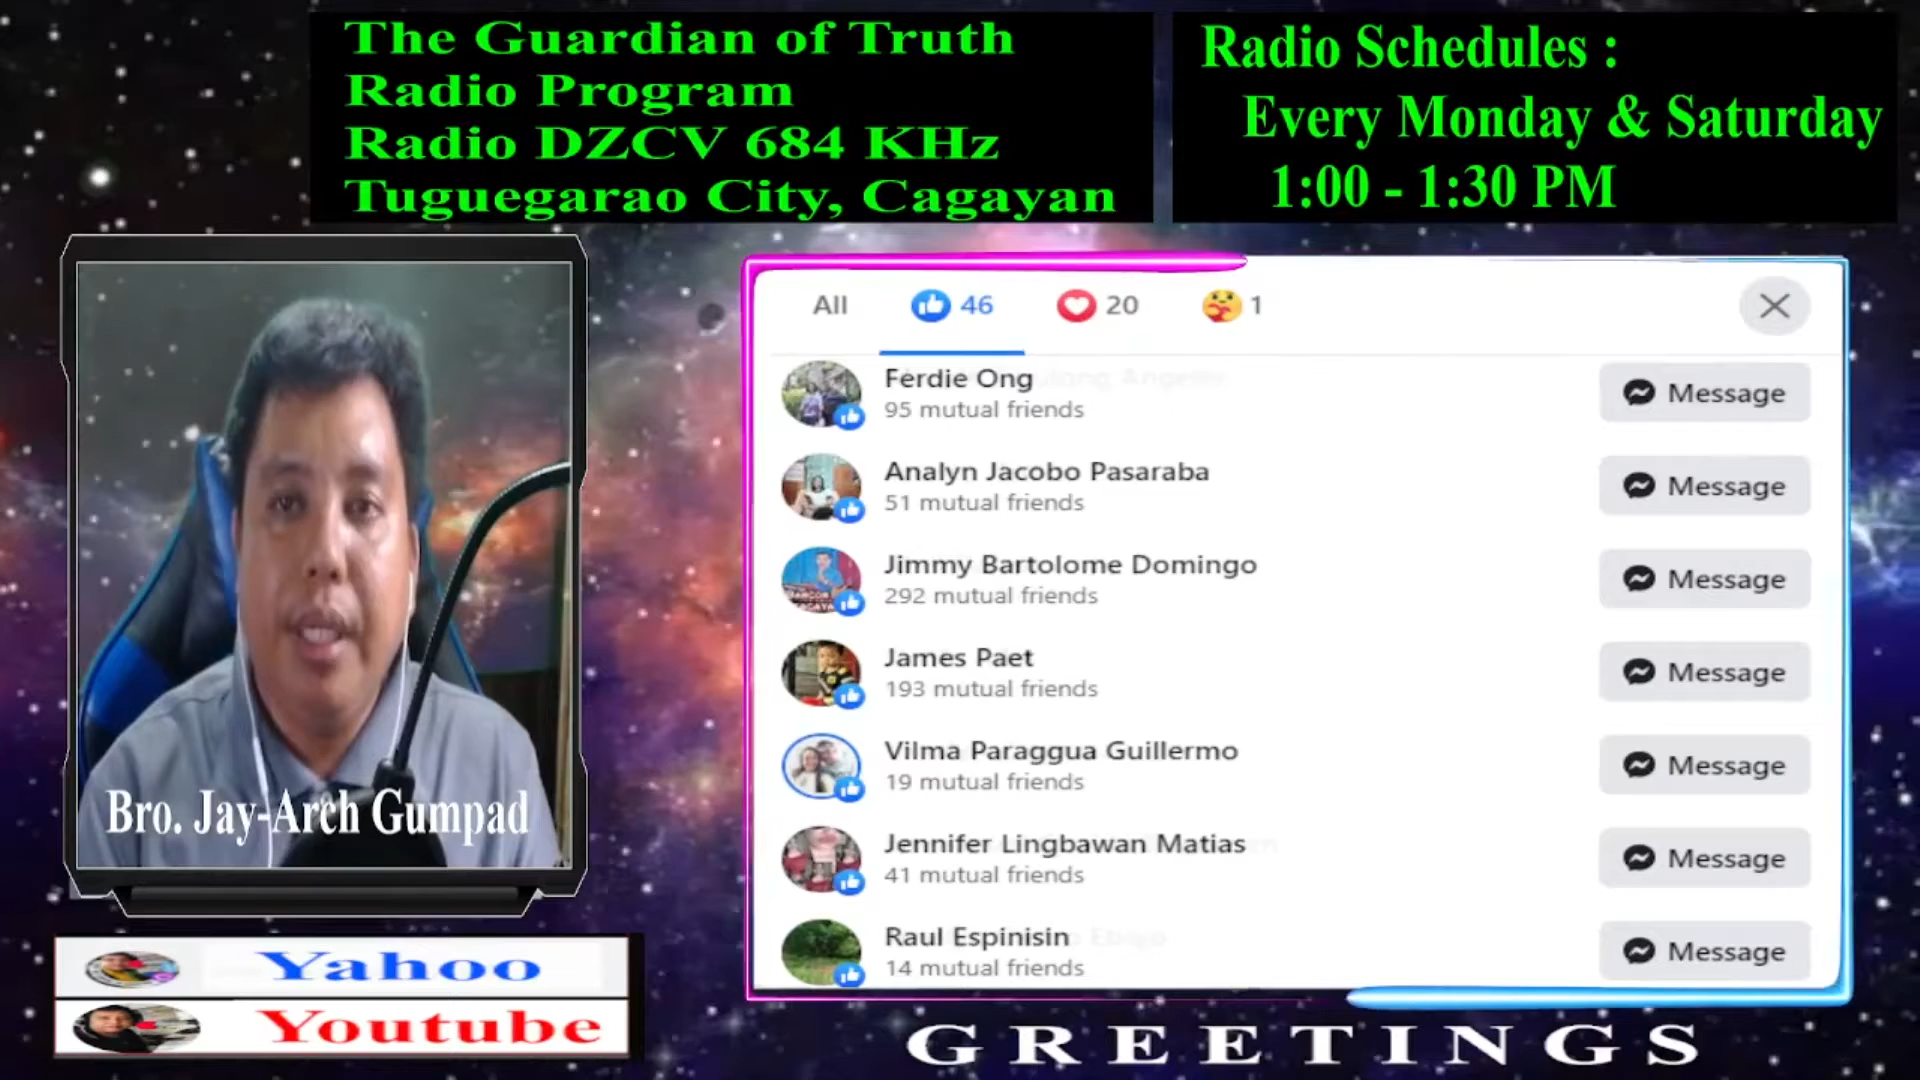 The Guardian of Truth
Radio Program
Radio DZCV 684 KHz
Tuguegarao City, Cagayan
Radio Schedules :
Every Monday & Saturday
1:00 - 1:30 PM
All 46 20 1
Ferdie Ong
95 mutual friends
Message
Analyn Jacobo Pasaraba
51 mutual friends
Message
Jimmy Bartolome Domingo
292 mutual friends
Message
James Paet
193 mutual friends
Message
Vilma Paraggua Guillermo
19 mutual friends
Message
Jennifer Lingbawan Matias
41 mutual friends
Message
Raul Espinisin
14 mutual friends
Message
Bro. Jay-Arch Gumpad
Yahoo
Youtube
GREETINGS